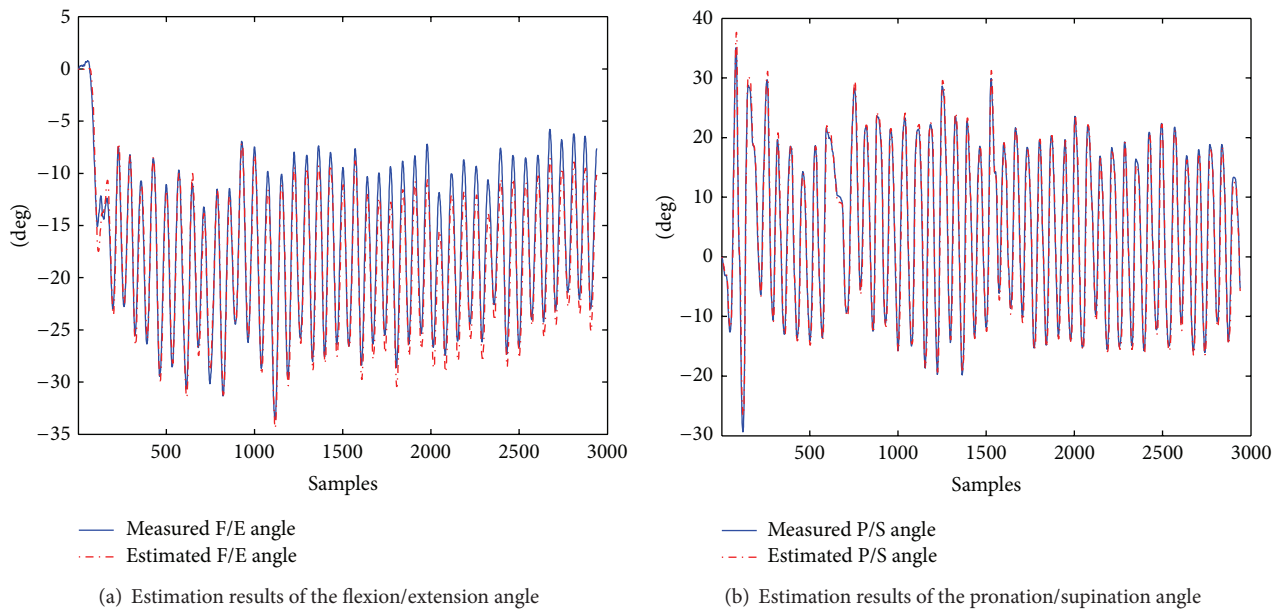 5
0
−5
−10
−15
−20
−25
−30
−35
(deg)
500 1000 1500 2000 2500 3000
Samples
Measured F/E angle
Estimated F/E angle
(a) Estimation results of the flexion/extension angle
40
30
20
10
0
−10
−20
−30
(deg)
500 1000 1500 2000 2500 3000
Samples
Measured P/S angle
Estimated P/S angle
(b) Estimation results of the pronation/supination angle